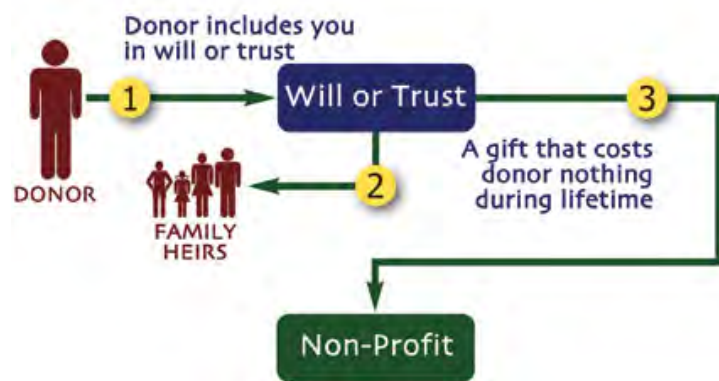 Donor includes you
in will or trust
1
Will or Trust
3
DONOR
2
A gift that costs
donor nothing
during lifetime
FAMILY
HEIRS
Non-Profit